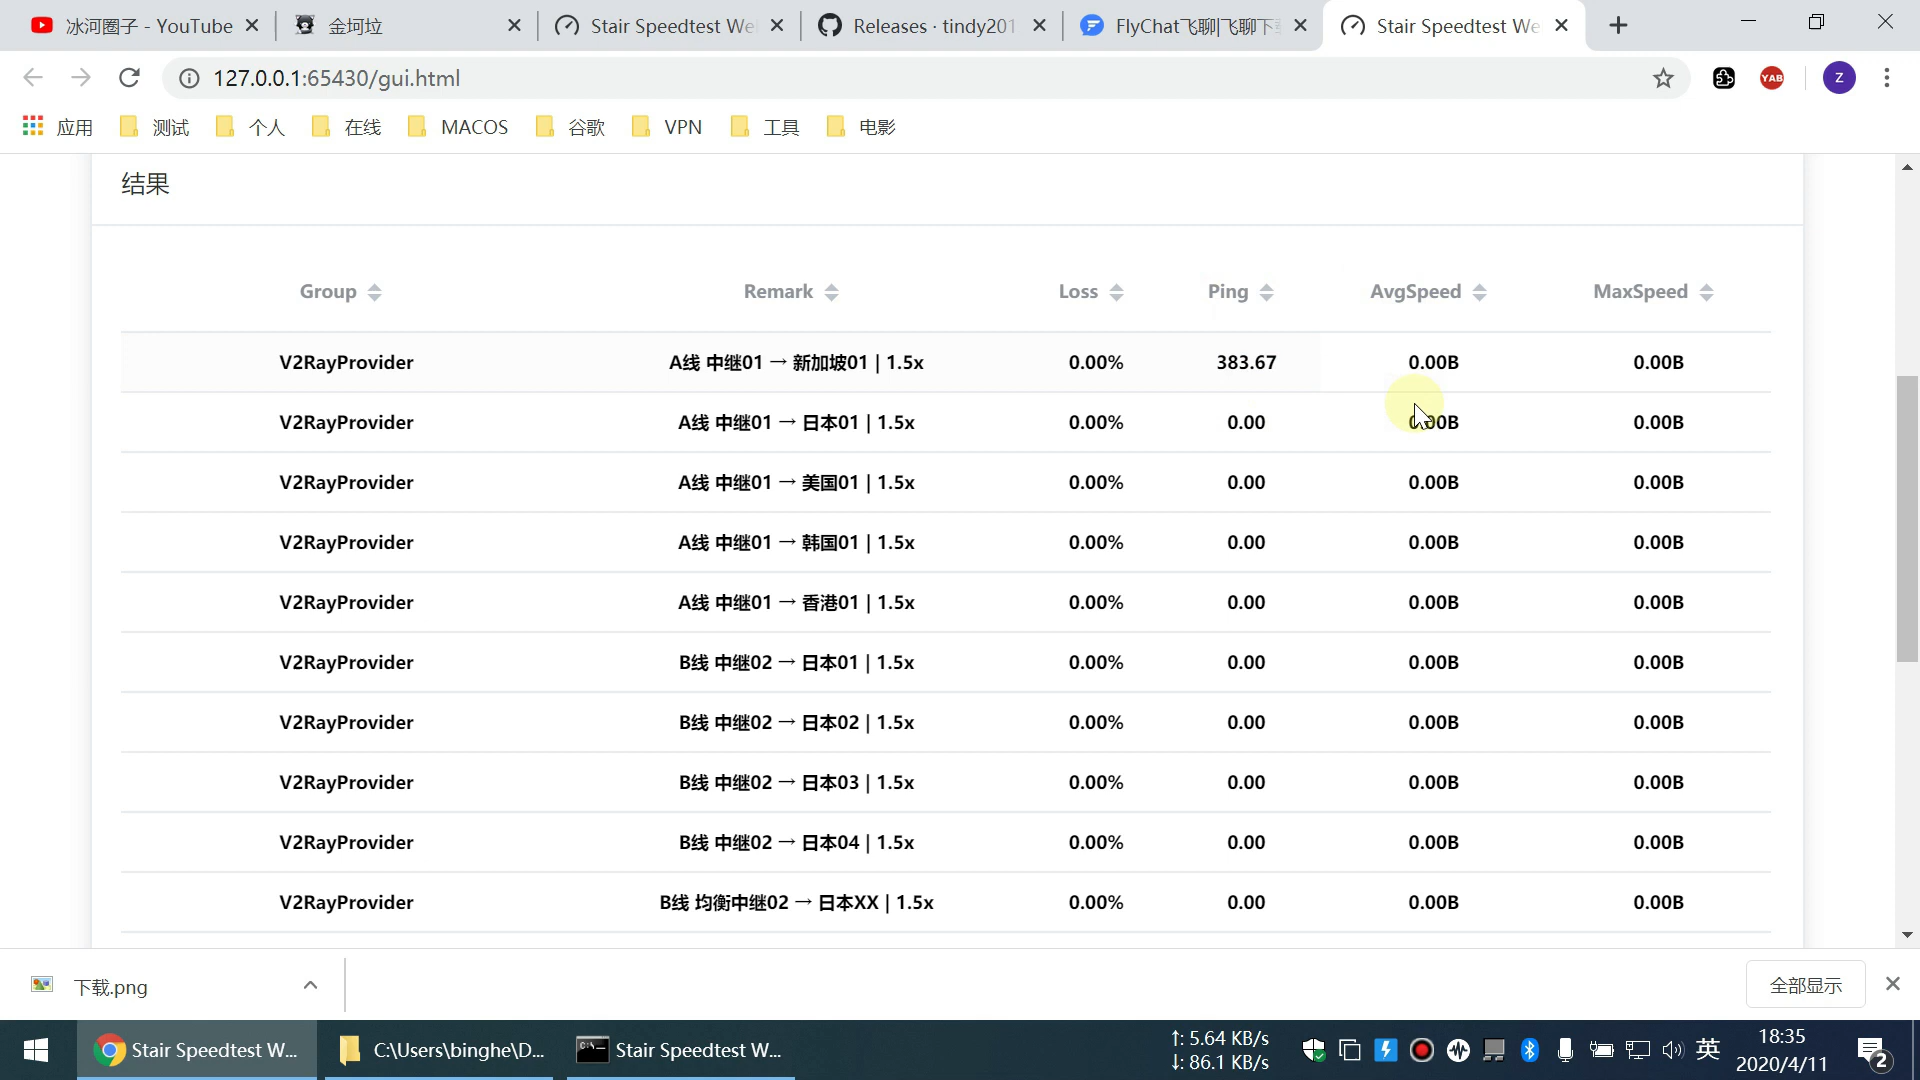 冰河圈子 - YouTube
金坷垃
Stair Speedtest We
Releases · tindy201
FlyChat飞聊|飞聊下
Stair Speedtest We
127.0.0.1:65430/gui.html
YAB
Z
应用
测试
个人
在线
MACOS
谷歌
VPN
工具
电影
结果
Group Remark Loss Ping AvgSpeed MaxSpeed
V2RayProvider A线 中继01 → 新加坡01 | 1.5x 0.00% 383.67 0.00B 0.00B
V2RayProvider A线 中继01 → 日本01 | 1.5x 0.00% 0.00 0.00B 0.00B
V2RayProvider A线 中继01 → 美国01 | 1.5x 0.00% 0.00 0.00B 0.00B
V2RayProvider A线 中继01 → 韩国01 | 1.5x 0.00% 0.00 0.00B 0.00B
V2RayProvider A线 中继01 → 香港01 | 1.5x 0.00% 0.00 0.00B 0.00B
V2RayProvider B线 中继02 → 日本01 | 1.5x 0.00% 0.00 0.00B 0.00B
V2RayProvider B线 中继02 → 日本02 | 1.5x 0.00% 0.00 0.00B 0.00B
V2RayProvider B线 中继02 → 日本03 | 1.5x 0.00% 0.00 0.00B 0.00B
V2RayProvider B线 中继02 → 日本04 | 1.5x 0.00% 0.00 0.00B 0.00B
V2RayProvider B线 均衡中继02 → 日本XX | 1.5x 0.00% 0.00 0.00B 0.00B
下载.png
全部显示
Stair Speedtest W...
C:\Users\binghe\D...
Stair Speedtest W...
↑: 5.64 KB/s
↓: 86.1 KB/s
英
18:35
2020/4/11
2